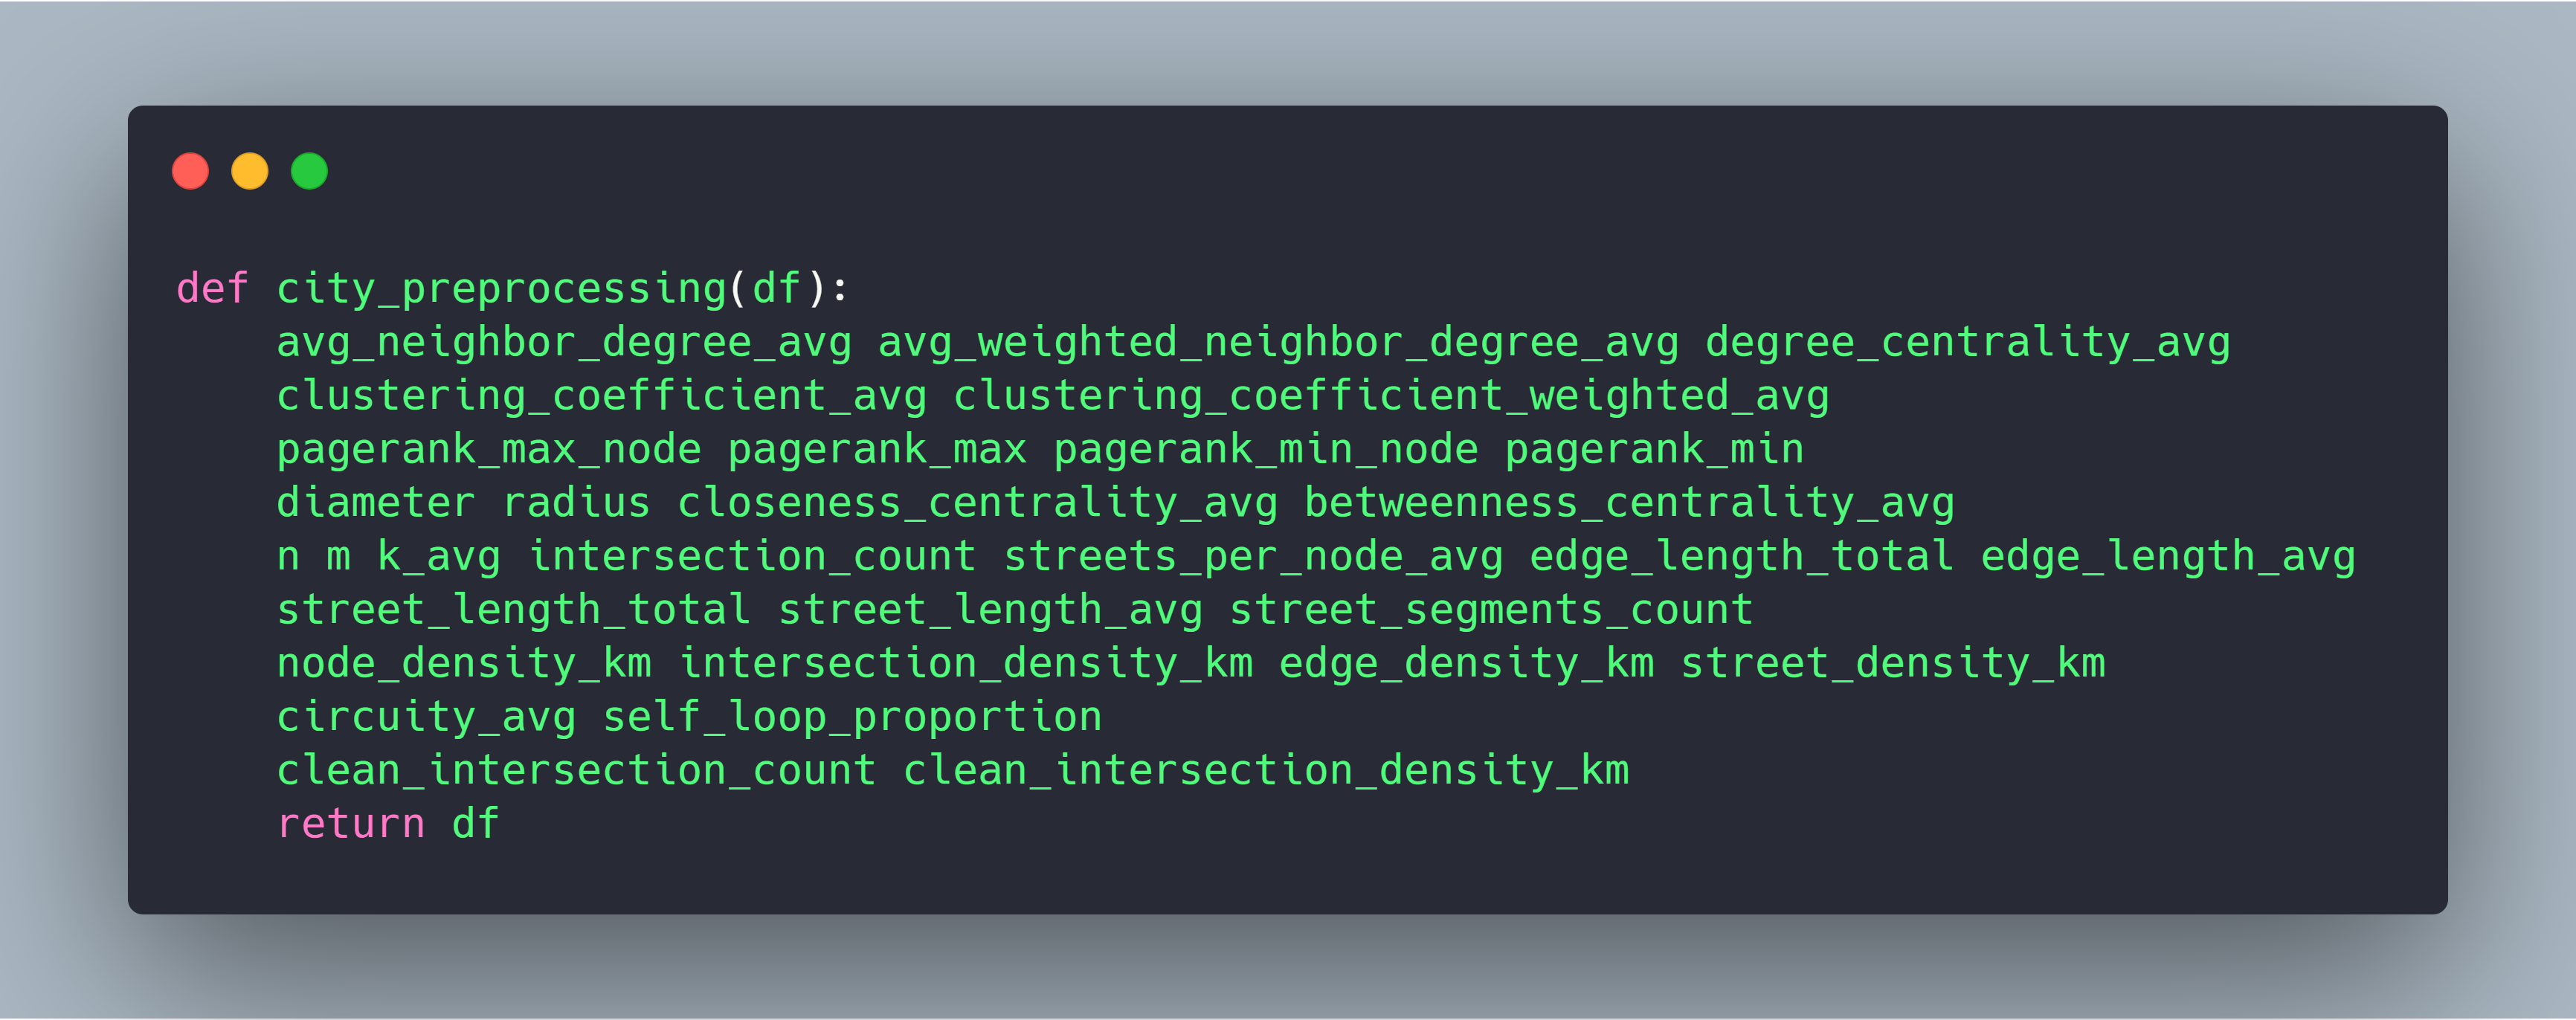 def city_preprocessing(df):
    avg_neighbor_degree_avg avg_weighted_neighbor_degree_avg degree_centrality_avg
    clustering_coefficient_avg clustering_coefficient_weighted_avg
    pagerank_max_node pagerank_max pagerank_min_node pagerank_min
    diameter radius closeness_centrality_avg betweenness_centrality_avg
    n m k_avg intersection_count streets_per_node_avg edge_length_total edge_length_avg
    street_length_total street_length_avg street_segments_count
    node_density_km intersection_density_km edge_density_km street_density_km
    circuity_avg self_loop_proportion
    clean_intersection_count clean_intersection_density_km
    return df